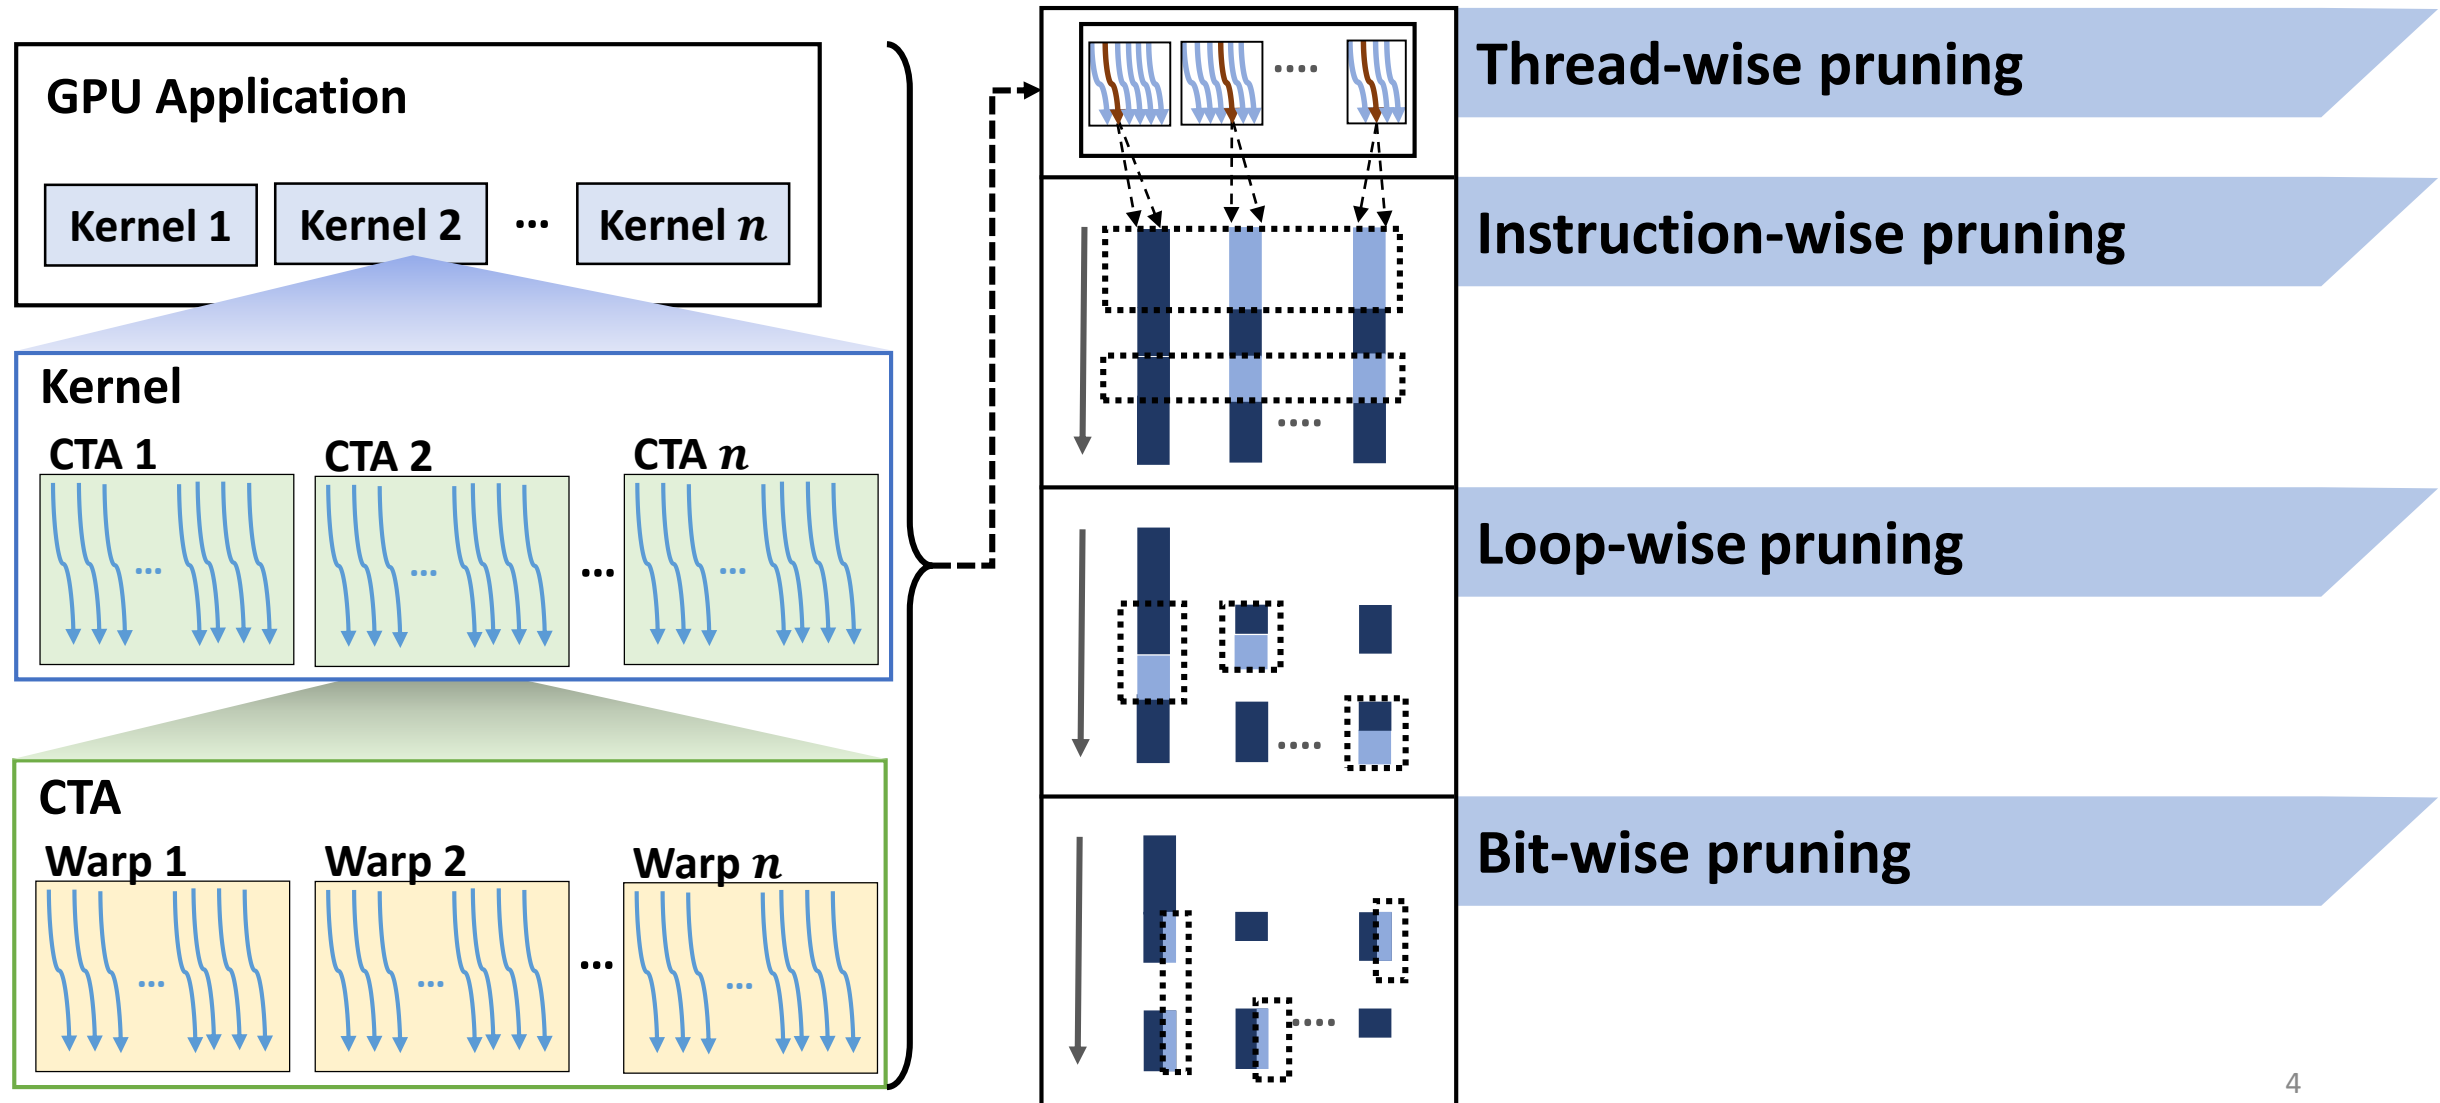 GPU Application
Kernel 1
Kernel 2
...
Kernel n
Kernel
CTA 1
CTA 2
CTA n
...
...
...
...
CTA
Warp 1
Warp 2
Warp n
...
...
...
...
....
Thread-wise pruning
Instruction-wise pruning
....
Loop-wise pruning
....
Bit-wise pruning
....
4